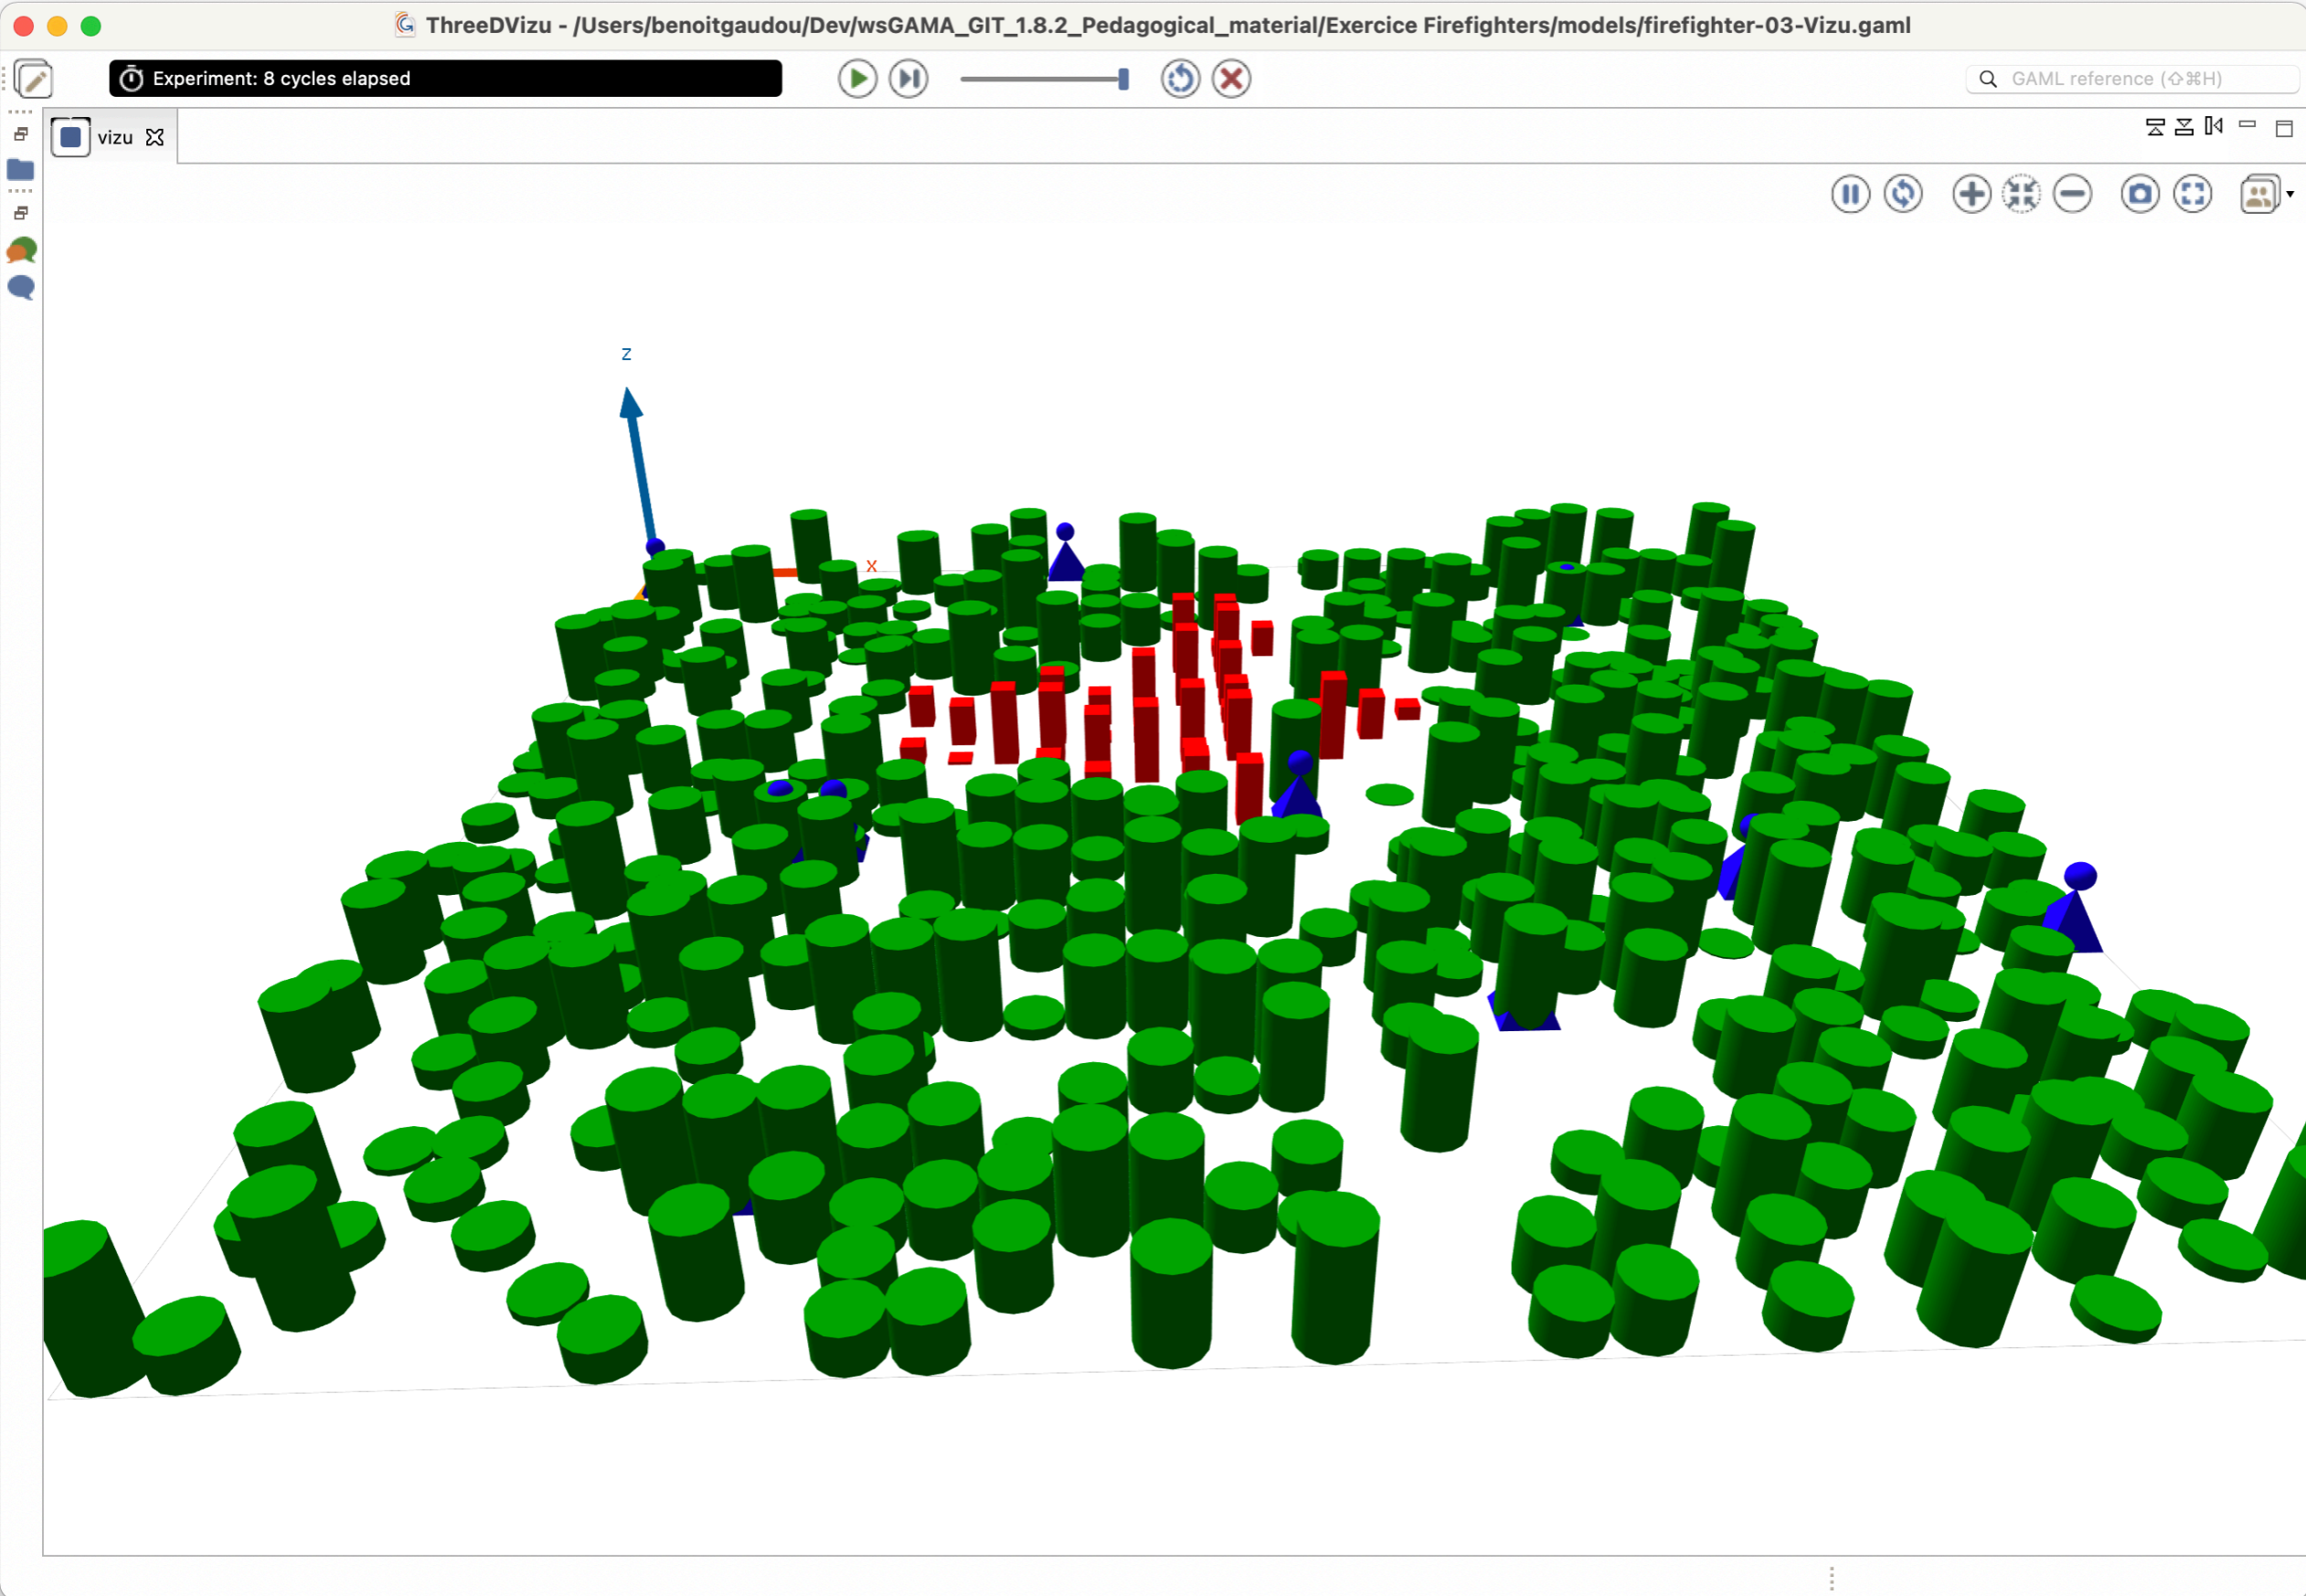 ThreeDVizu - /Users/benoitgaudou/Dev/wsGAMA_GIT_1.8.2_Pedagogical_material/Exercice Firefighters/models/firefighter-03-Vizu.gaml
Experiment: 8 cycles elapsed
GAML reference (⇧⌘H)
vizu
z
x